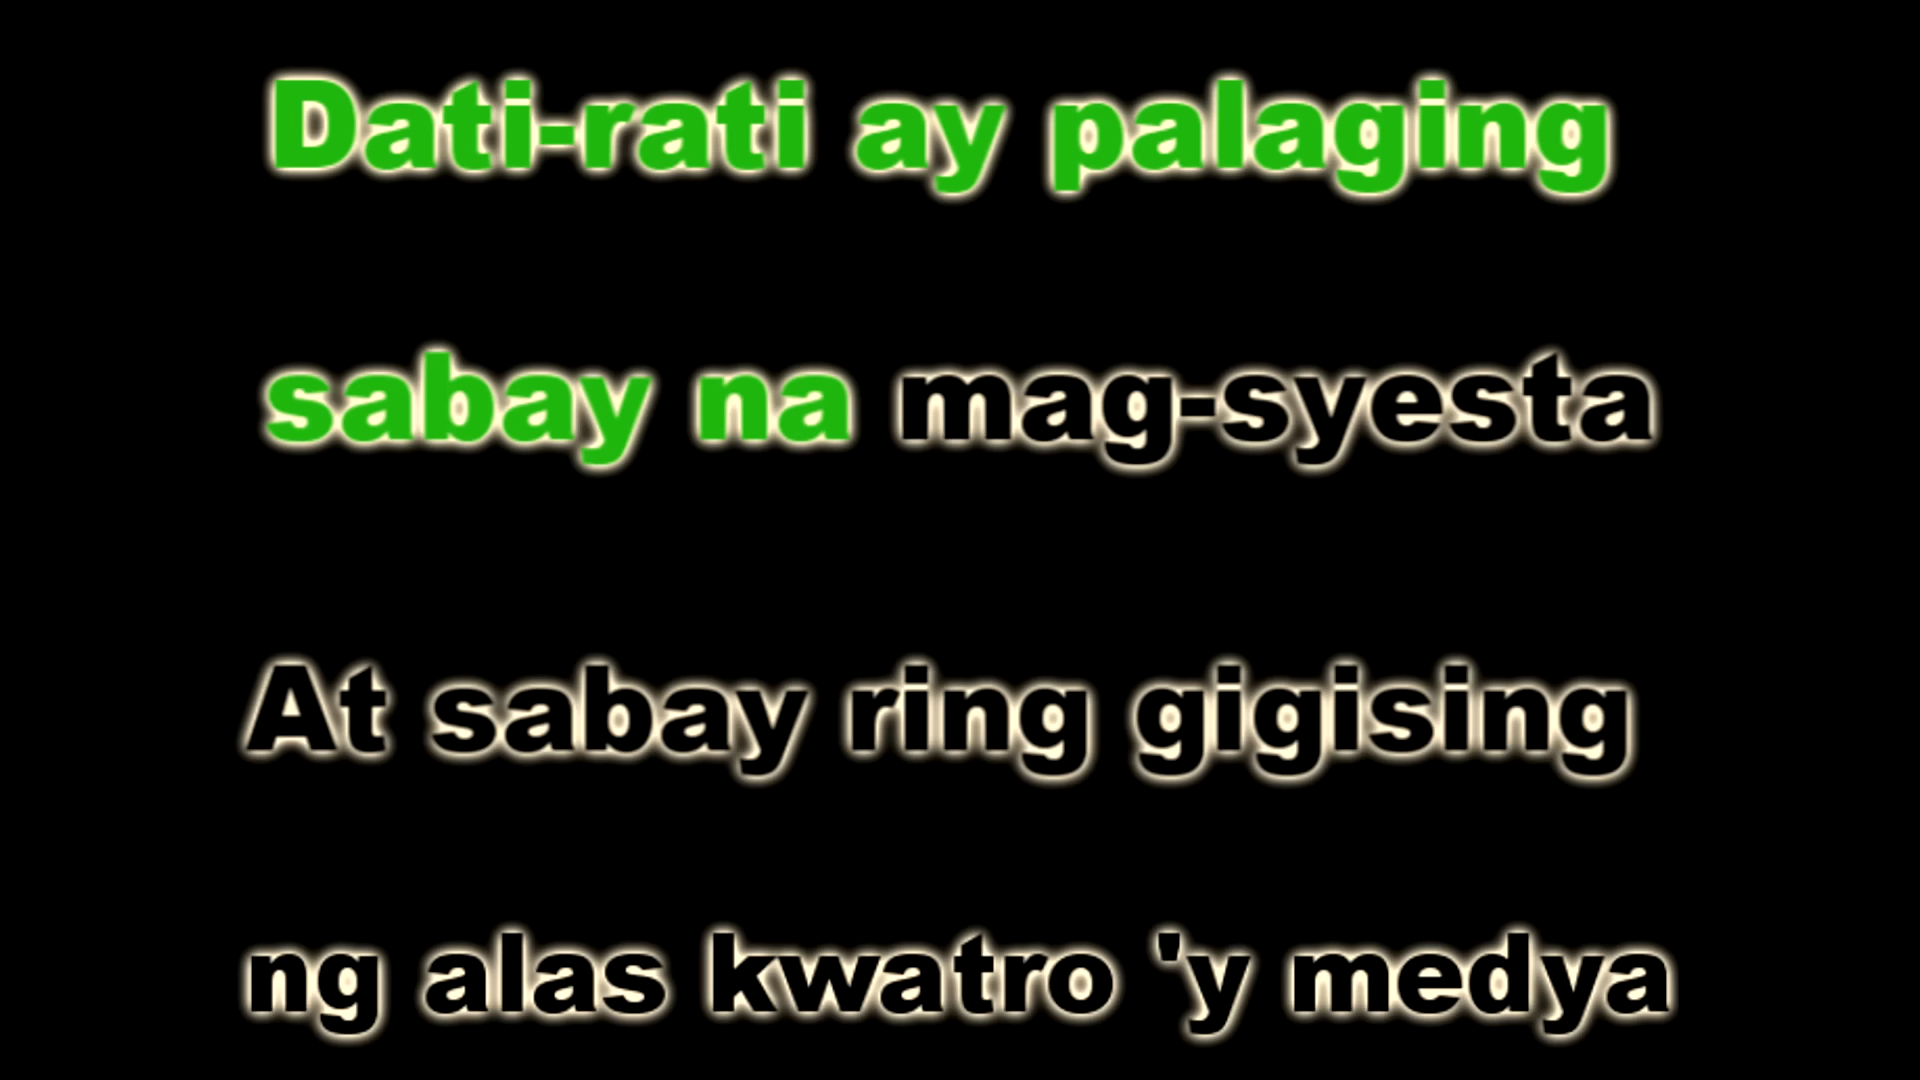 Dati-rati ay palaging
sabay na mag-syesta
At sabay ring gigising
ng alas kwatro 'y medya